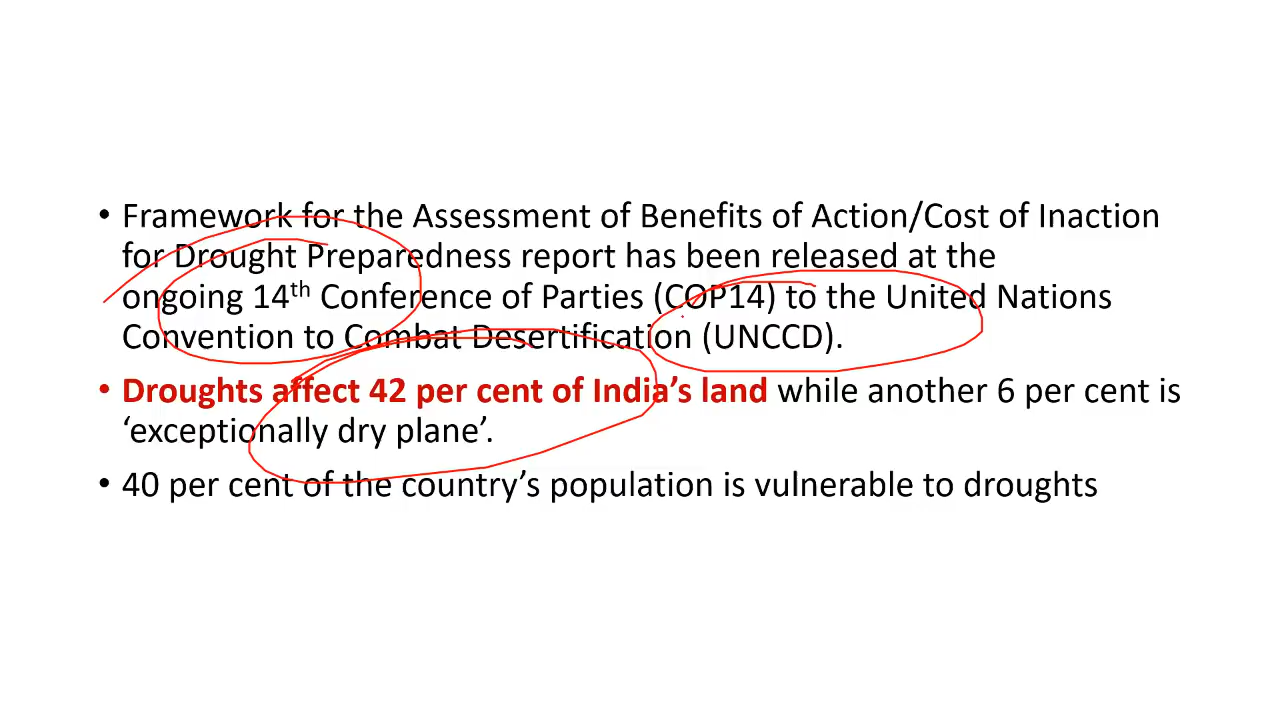 • Framework for the Assessment of Benefits of Action/Cost of Inaction
for Drought Preparedness report has been released at the
ongoing 14th Conference of Parties (COP14) to the United Nations
Convention to Combat Desertification (UNCCD).
• Droughts affect 42 per cent of India’s land while another 6 per cent is
‘exceptionally dry plane’.
• 40 per cent of the country’s population is vulnerable to droughts